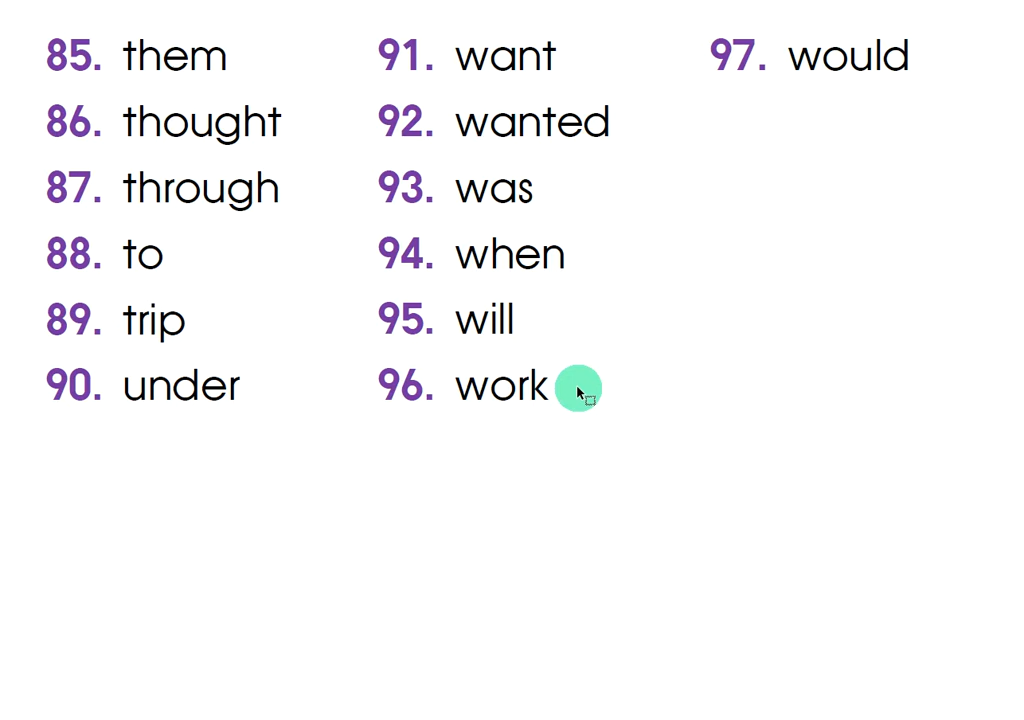 85. them
86. thought
87. through
88. to
89. trip
90. under
91. want
92. wanted
93. was
94. when
95. will
96. work
97. would